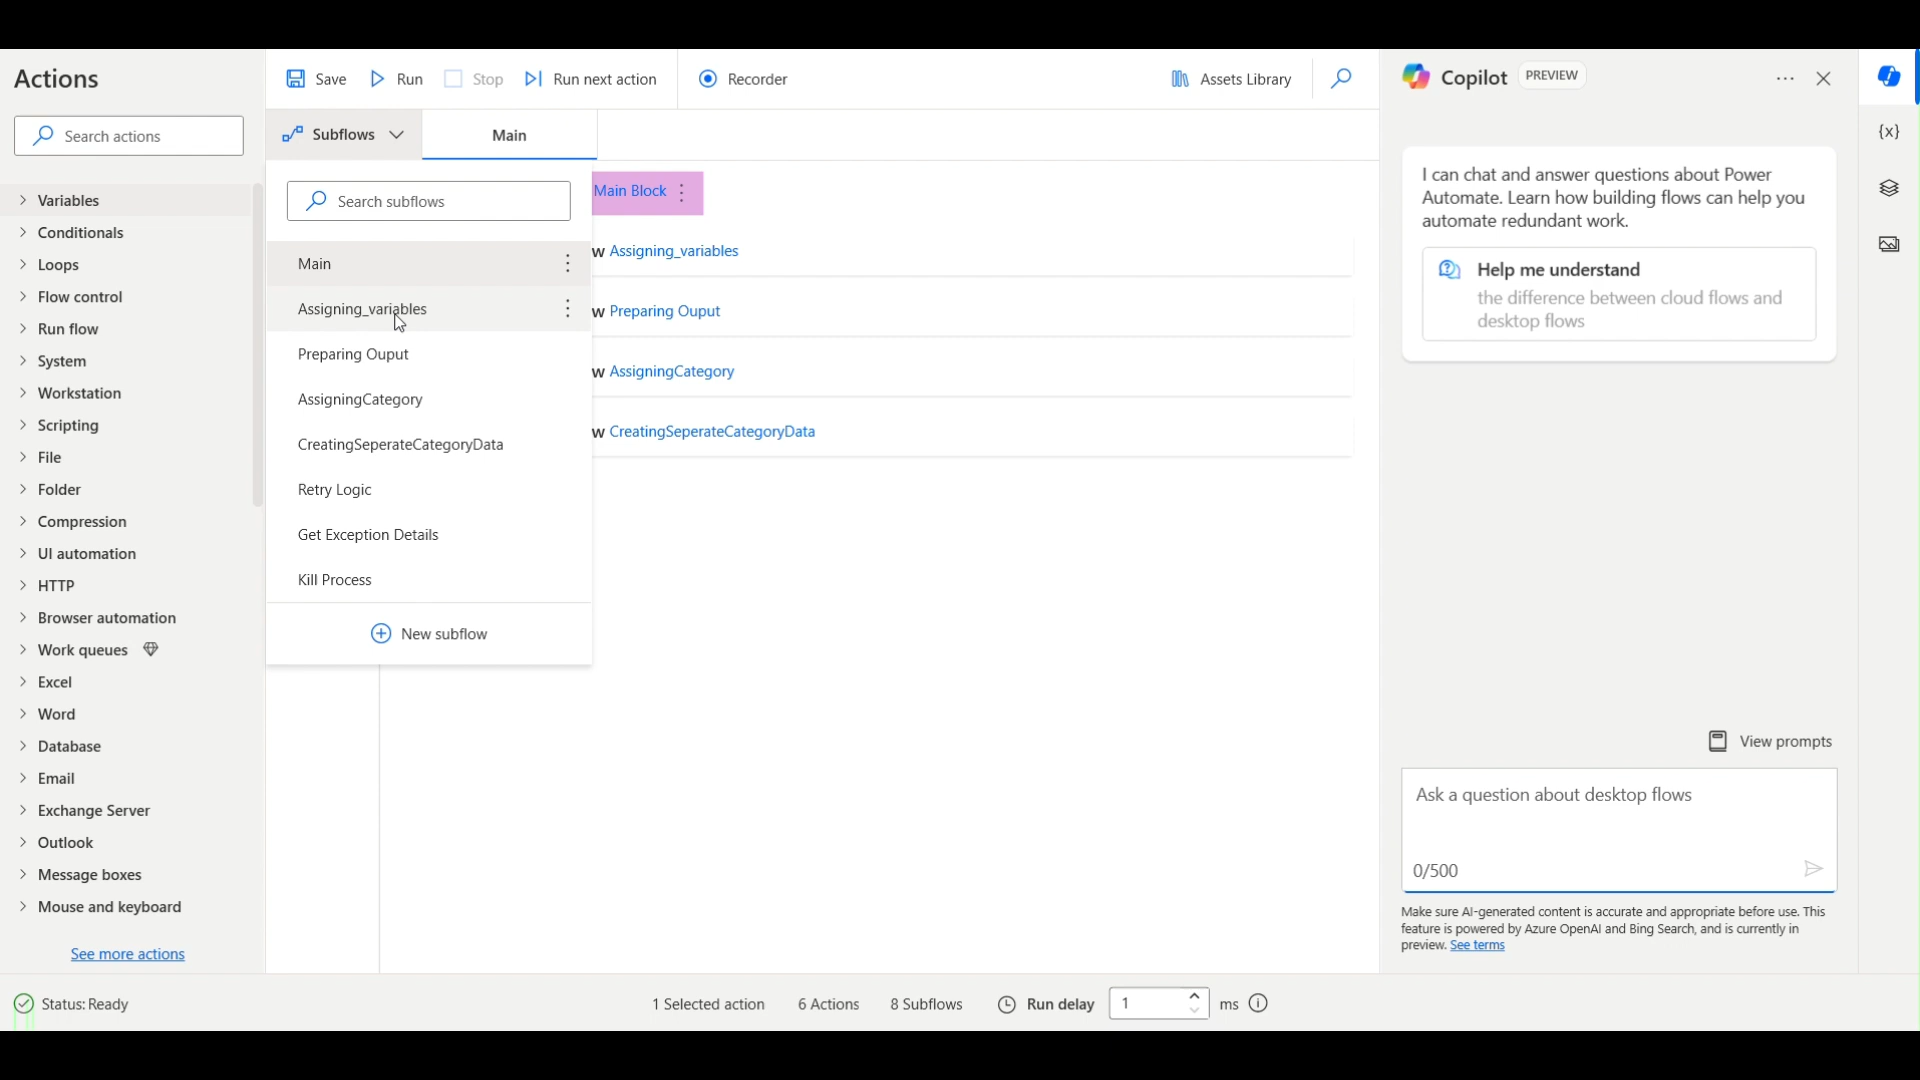 Actions
Search actions
Variables
Conditionals
Loops
Flow control
Run flow
System
Workstation
Scripting
File
Folder
Compression
UI automation
HTTP
Browser automation
Work queues
Excel
Word
Database
Email
Exchange Server
Outlook
Message boxes
Mouse and keyboard
See more actions
Save Run Stop Run next action Recorder Assets Library
Subflows Main
Search subflows
Main
Assigning_variables
Preparing Ouput
AssigningCategory
CreatingSeperateCategoryData
Retry Logic
Get Exception Details
Kill Process
New subflow
Main Block
w Assigning_variables
w Preparing Ouput
w AssigningCategory
w CreatingSeperateCategoryData
Copilot PREVIEW
I can chat and answer questions about Power
Automate. Learn how building flows can help you
automate redundant work.
Help me understand
the difference between cloud flows and
desktop flows
View prompts
Ask a question about desktop flows
0/500
Make sure AI-generated content is accurate and appropriate before use. This
feature is powered by Azure OpenAI and Bing Search, and is currently in
preview. See terms
{x}
Status: Ready 1 Selected action 6 Actions 8 Subflows Run delay 1 ms